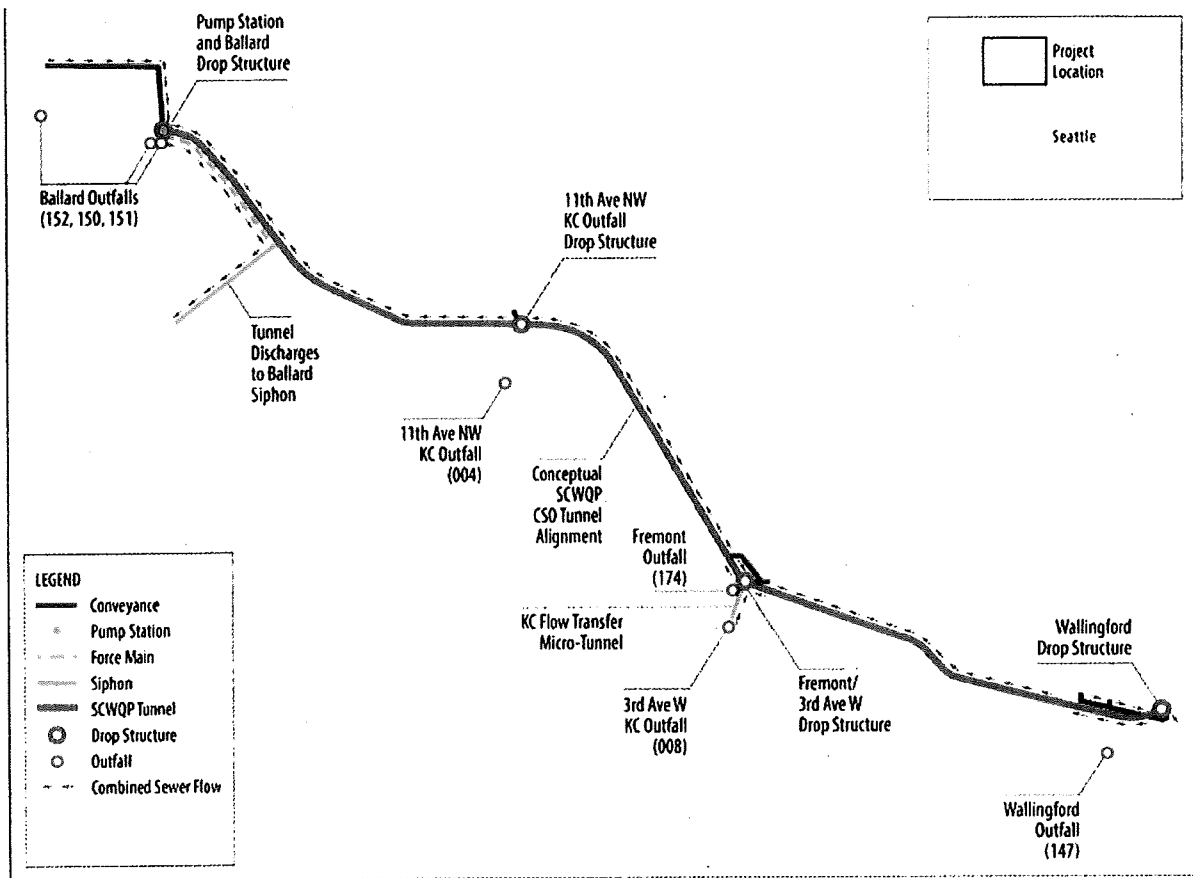 Pump Station
and Ballard
Drop Structure
Project
Location
Seattle
Ballard Outfalls
(152, 150, 151)
11th Ave NW
KC Outfall
Drop Structure
Tunnel
Discharges
to Ballard
Siphon
11th Ave NW
KC Outfall
(004)
Conceptual
SCWQP
CSO Tunnel
Alignment
Fremont
Outfall
(174)
KC Flow Transfer
Micro-Tunnel
3rd Ave W
KC Outfall
(008)
Fremont/
3rd Ave W
Drop Structure
Wallingford
Drop Structure
Wallingford
Outfall
(147)
LEGEND
Conveyance
Pump Station
Force Main
Siphon
SCWQP Tunnel
Drop Structure
Outfall
Combined Sewer Flow